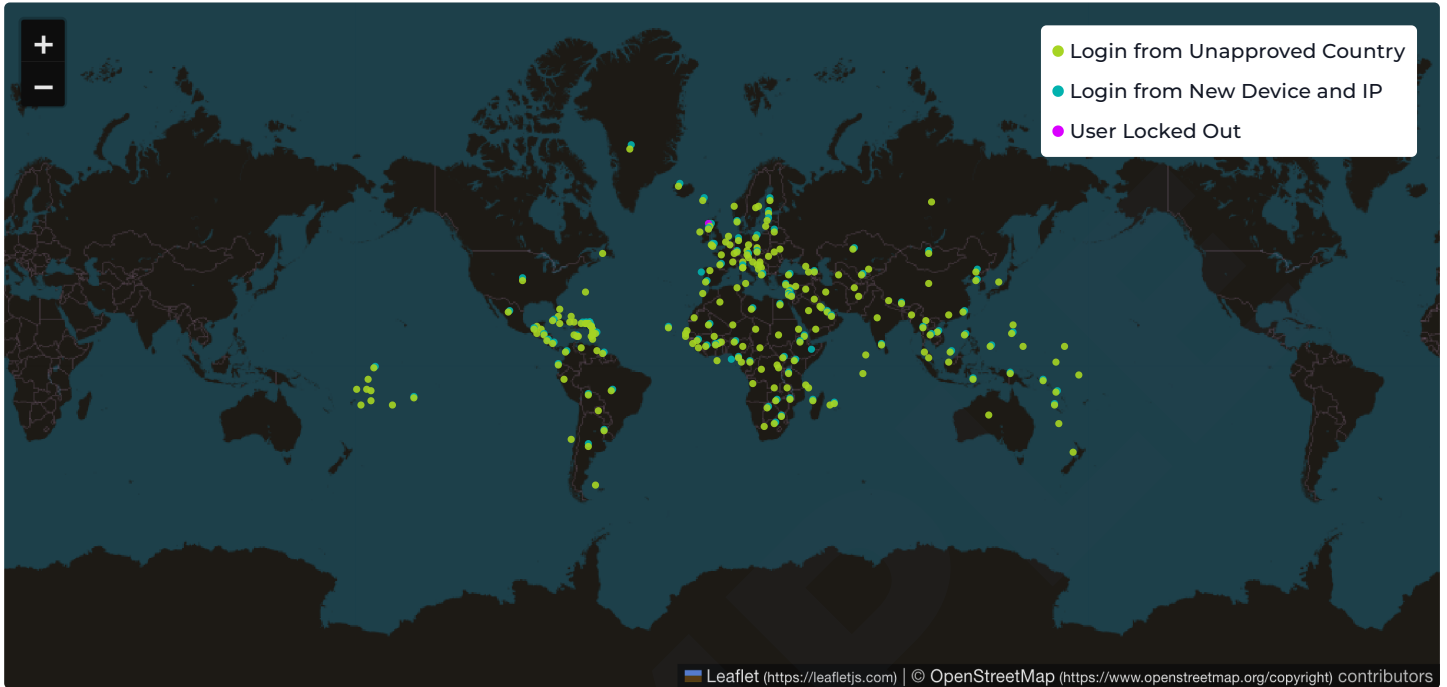 +
−
Login from Unapproved Country
Login from New Device and IP
User Locked Out
Leaflet (https://leafletjs.com) | © OpenStreetMap (https://www.openstreetmap.org/copyright) contributors